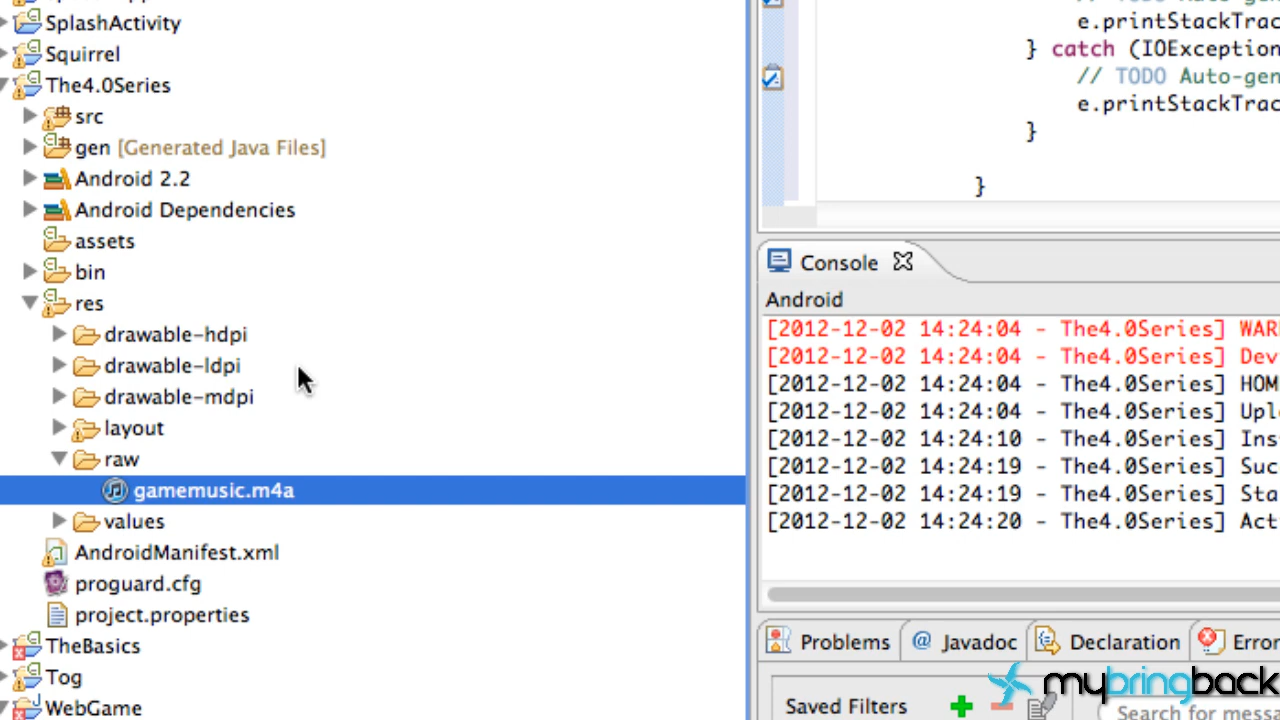 SplashActivity
Squirrel
The4.0Series
src
gen [Generated Java Files]
Android 2.2
Android Dependencies
assets
bin
res
drawable-hdpi
drawable-ldpi
drawable-mdpi
layout
raw
gamemusic.m4a
values
AndroidManifest.xml
proguard.cfg
project.properties
TheBasics
Tog
WebGame
e.printStackTrac
} catch (IOException
// TODO Auto-gen
e.printStackTrac
}
}
Console
Android
[2012-12-02 14:24:04 - The4.0Series] WAR
[2012-12-02 14:24:04 - The4.0Series] Dev
[2012-12-02 14:24:04 - The4.0Series] HOM
[2012-12-02 14:24:04 - The4.0Series] Upl
[2012-12-02 14:24:10 - The4.0Series] Ins
[2012-12-02 14:24:19 - The4.0Series] Suc
[2012-12-02 14:24:19 - The4.0Series] Sta
[2012-12-02 14:24:20 - The4.0Series] Act
Problems @ Javadoc Declaration Error
Saved Filters
mybringback
Search for messa